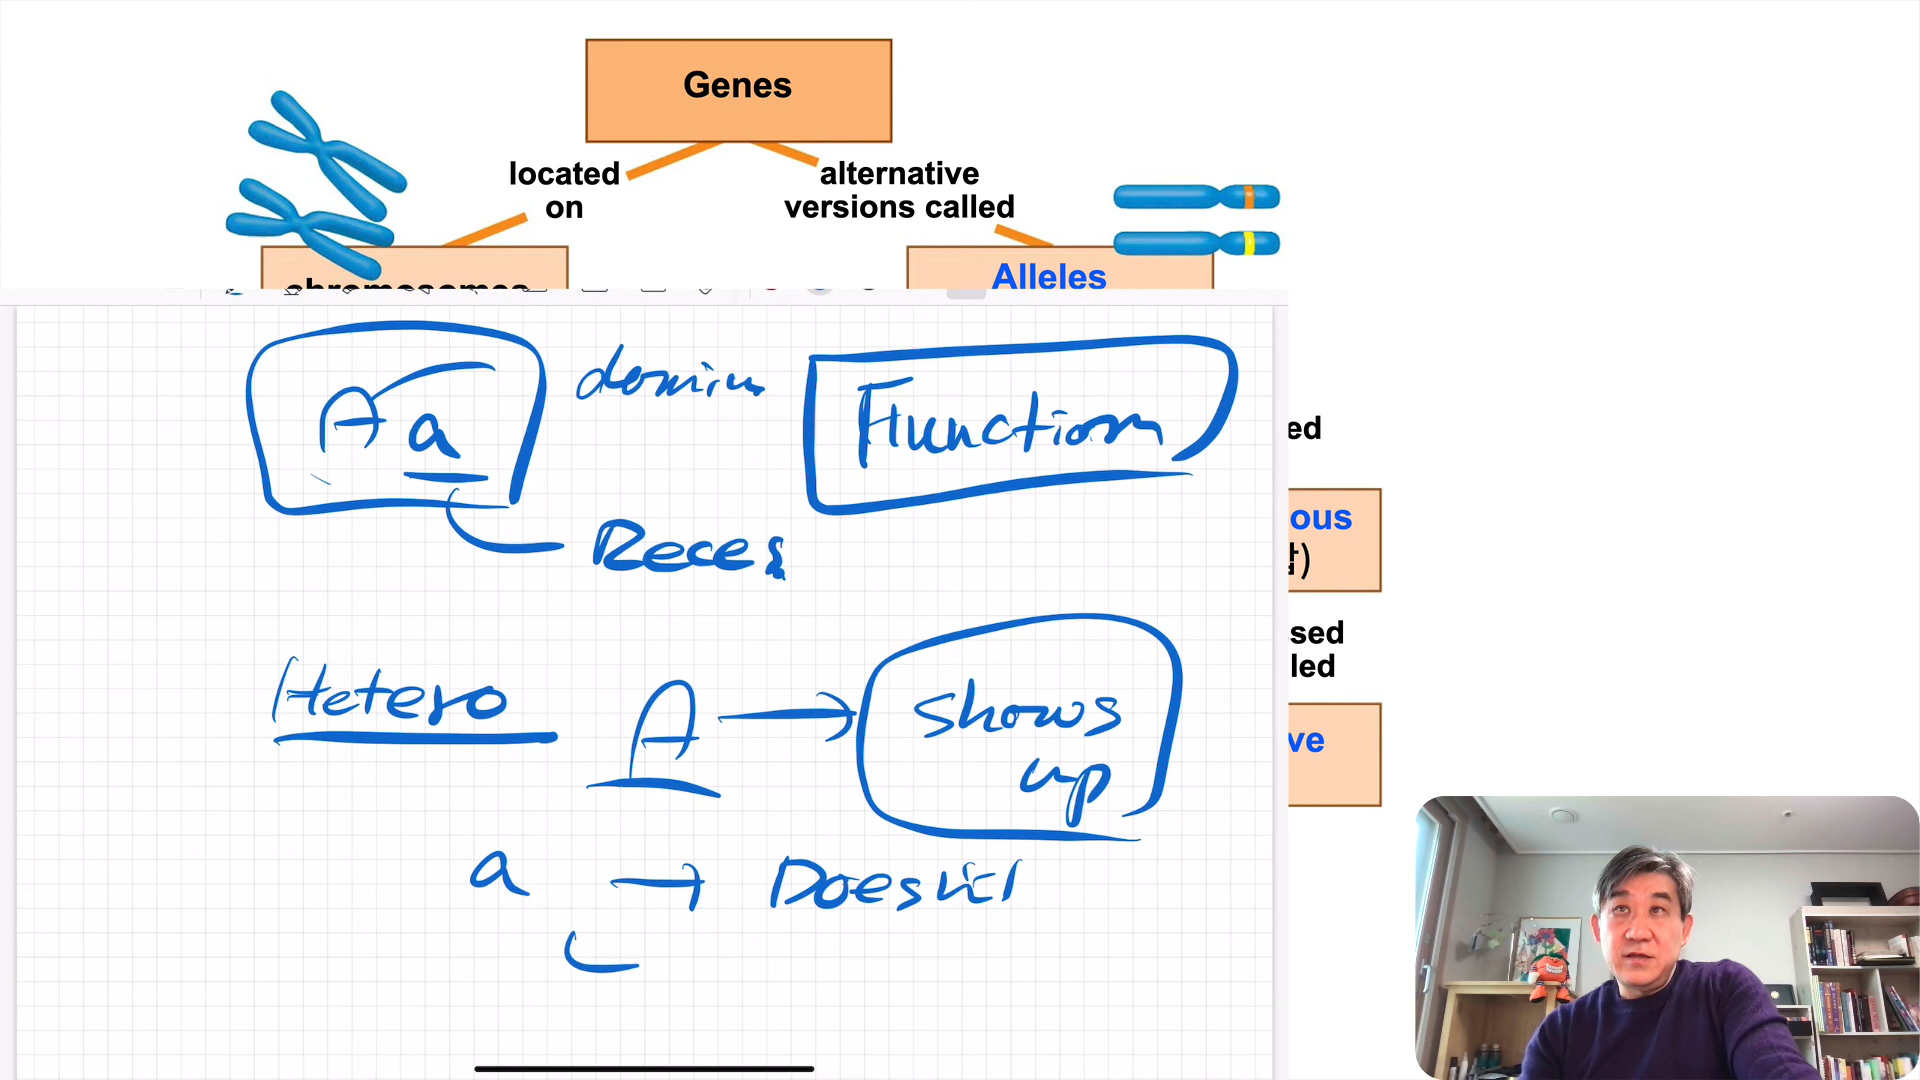 Genes
located
on
alternative
versions called
chromosomes
Alleles
A a
domin
Function
Reces
Hetero
A → shows
up
a → Doesn't
ed
ous
)
sed
led
ve